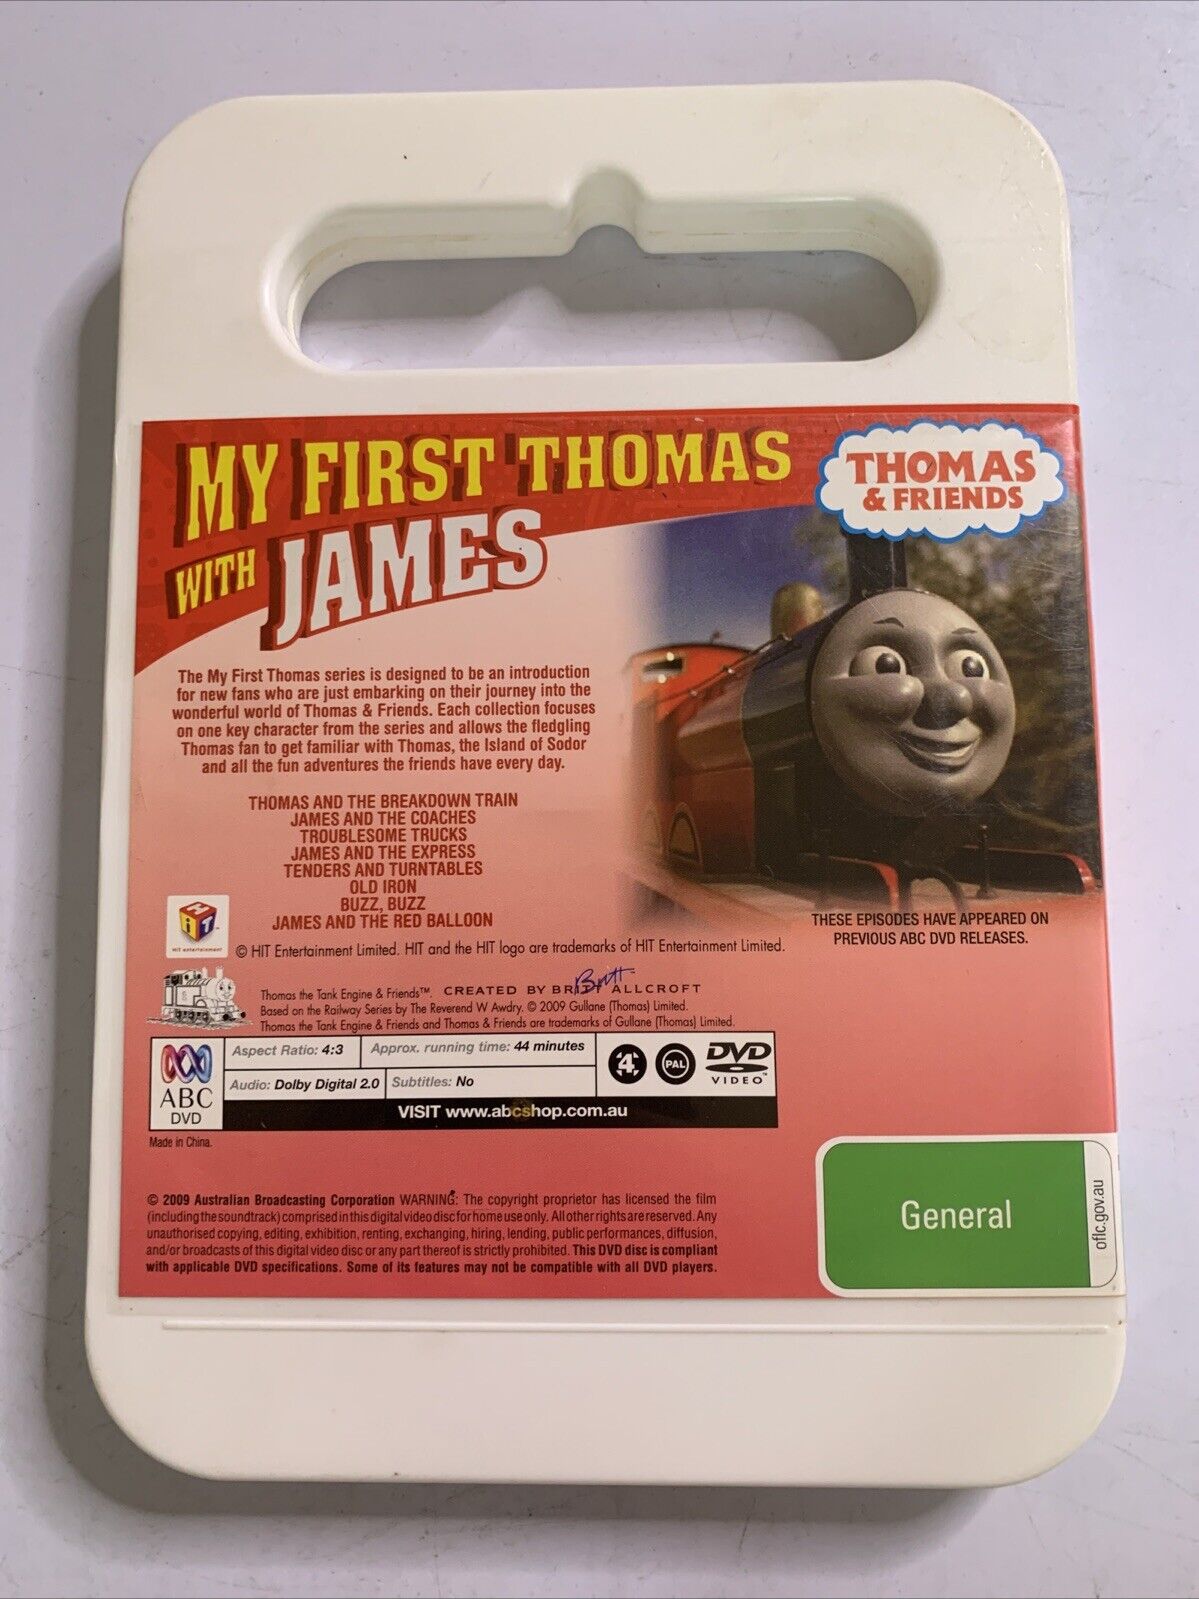 MY FIRST THOMAS
WITH JAMES
THOMAS
& FRIENDS
The My First Thomas series is designed to be an introduction
for new fans who are just embarking on their journey into the
wonderful world of Thomas & Friends. Each collection focuses
on one key character from the series and allows the fledgling
Thomas fan to get familiar with Thomas, the Island of Sodor
and all the fun adventures the friends have every day.
THOMAS AND THE BREAKDOWN TRAIN
JAMES AND THE COACHES
TROUBLESOME TRUCKS
JAMES AND THE EXPRESS
TENDERS AND TURNTABLES
OLD IRON
BUZZ, BUZZ
JAMES AND THE RED BALLOON
THESE EPISODES HAVE APPEARED ON
PREVIOUS ABC DVD RELEASES.
HiT
HiT entertainment
© HIT Entertainment Limited. HIT and the HIT logo are trademarks of HIT Entertainment Limited.
Britt
Thomas the Tank Engine & Friends™. CREATED BY BRITT ALLCROFT
Based on the Railway Series by The Reverend W Awdry. © 2009 Gullane (Thomas) Limited.
Thomas the Tank Engine & Friends and Thomas & Friends are trademarks of Gullane (Thomas) Limited.
ABC
DVD
Aspect Ratio: 4:3
Approx. running time: 44 minutes
Audio: Dolby Digital 2.0
Subtitles: No
4
PAL
DVD
VIDEO™
VISIT www.abcshop.com.au
Made in China.
© 2009 Australian Broadcasting Corporation WARNING: The copyright proprietor has licensed the film
(including the soundtrack) comprised in this digital video disc for home use only. All other rights are reserved. Any
unauthorised copying, editing, exhibition, renting, exchanging, hiring, lending, public performances, diffusion,
and/or broadcasts of this digital video disc or any part thereof is strictly prohibited. This DVD disc is compliant
with applicable DVD specifications. Some of its features may not be compatible with all DVD players.
General
oflc.gov.au